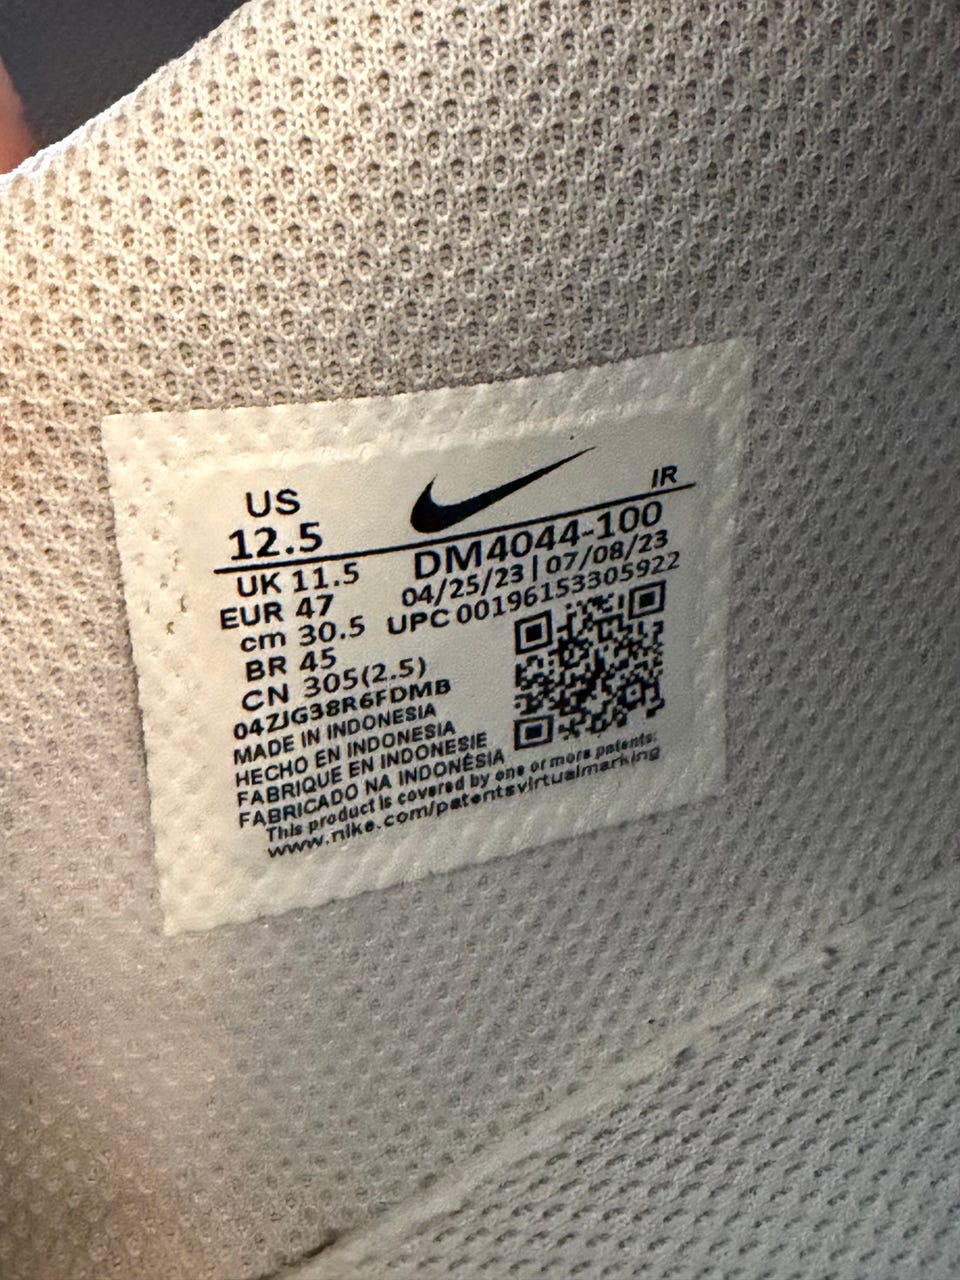 US
12.5
IR
UK 11.5
EUR 47
cm 30.5
BR 45
CN 305(2.5)
DM4044-100
04/25/23 | 07/08/23
UPC 00196153305922
04ZJG38R6FDMB
MADE IN INDONESIA
HECHO EN INDONESIA
FABRIQUE EN INDONESIE
FABRICADO NA INDONÉSIA
This product is covered by one or more patents:
www.nike.com/patentsvirtualmarking